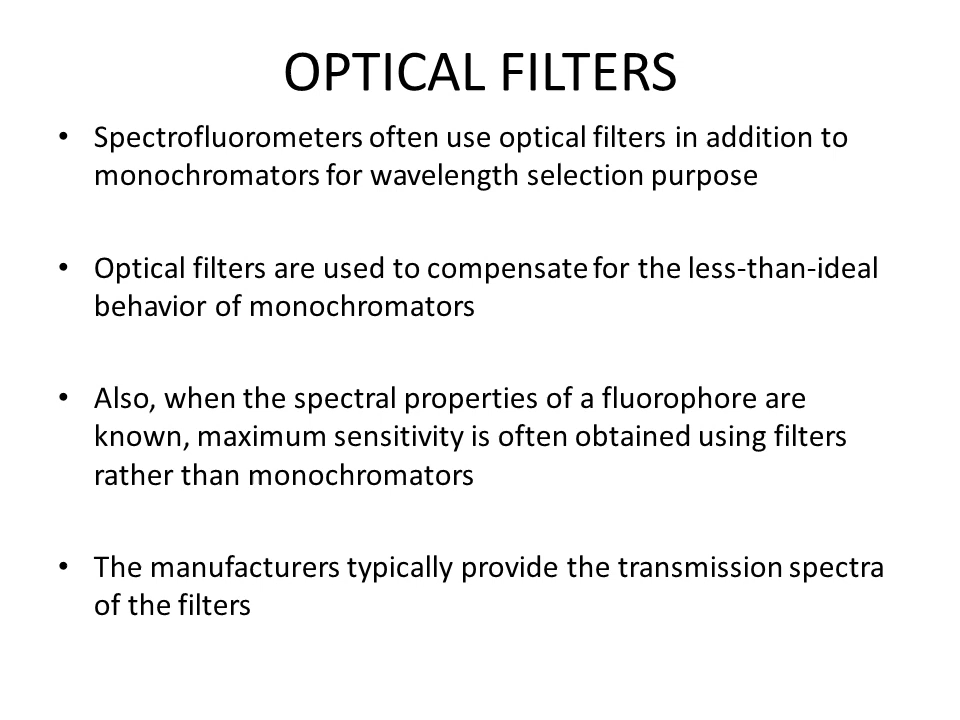 OPTICAL FILTERS
• Spectrofluorometers often use optical filters in addition to
monochromators for wavelength selection purpose
• Optical filters are used to compensate for the less-than-ideal
behavior of monochromators
• Also, when the spectral properties of a fluorophore are
known, maximum sensitivity is often obtained using filters
rather than monochromators
• The manufacturers typically provide the transmission spectra
of the filters